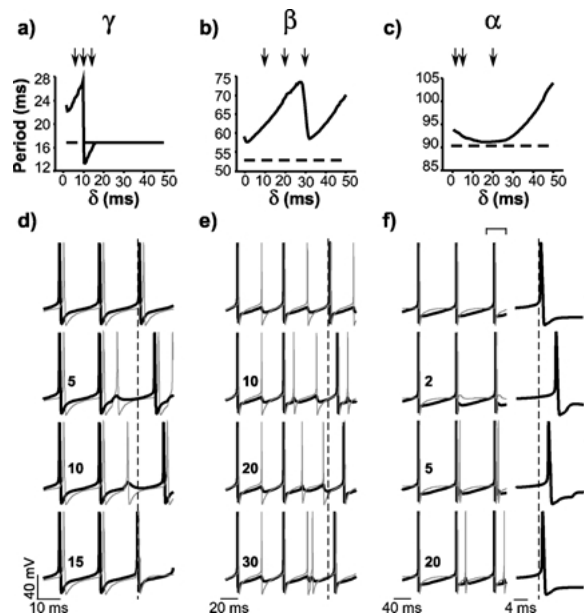 γ β α
a) b) c)
Period (ms)
28 24 20 16 12
75 70 65 60 55 50
105 100 95 90 85
0 10 20 30 40 50
0 10 20 30 40 50
0 10 20 30 40 50
δ (ms) δ (ms) δ (ms)
d) e) f)
5 10 2
10 20 5
15 30 20
40 mV
10 ms 20 ms 40 ms 4 ms